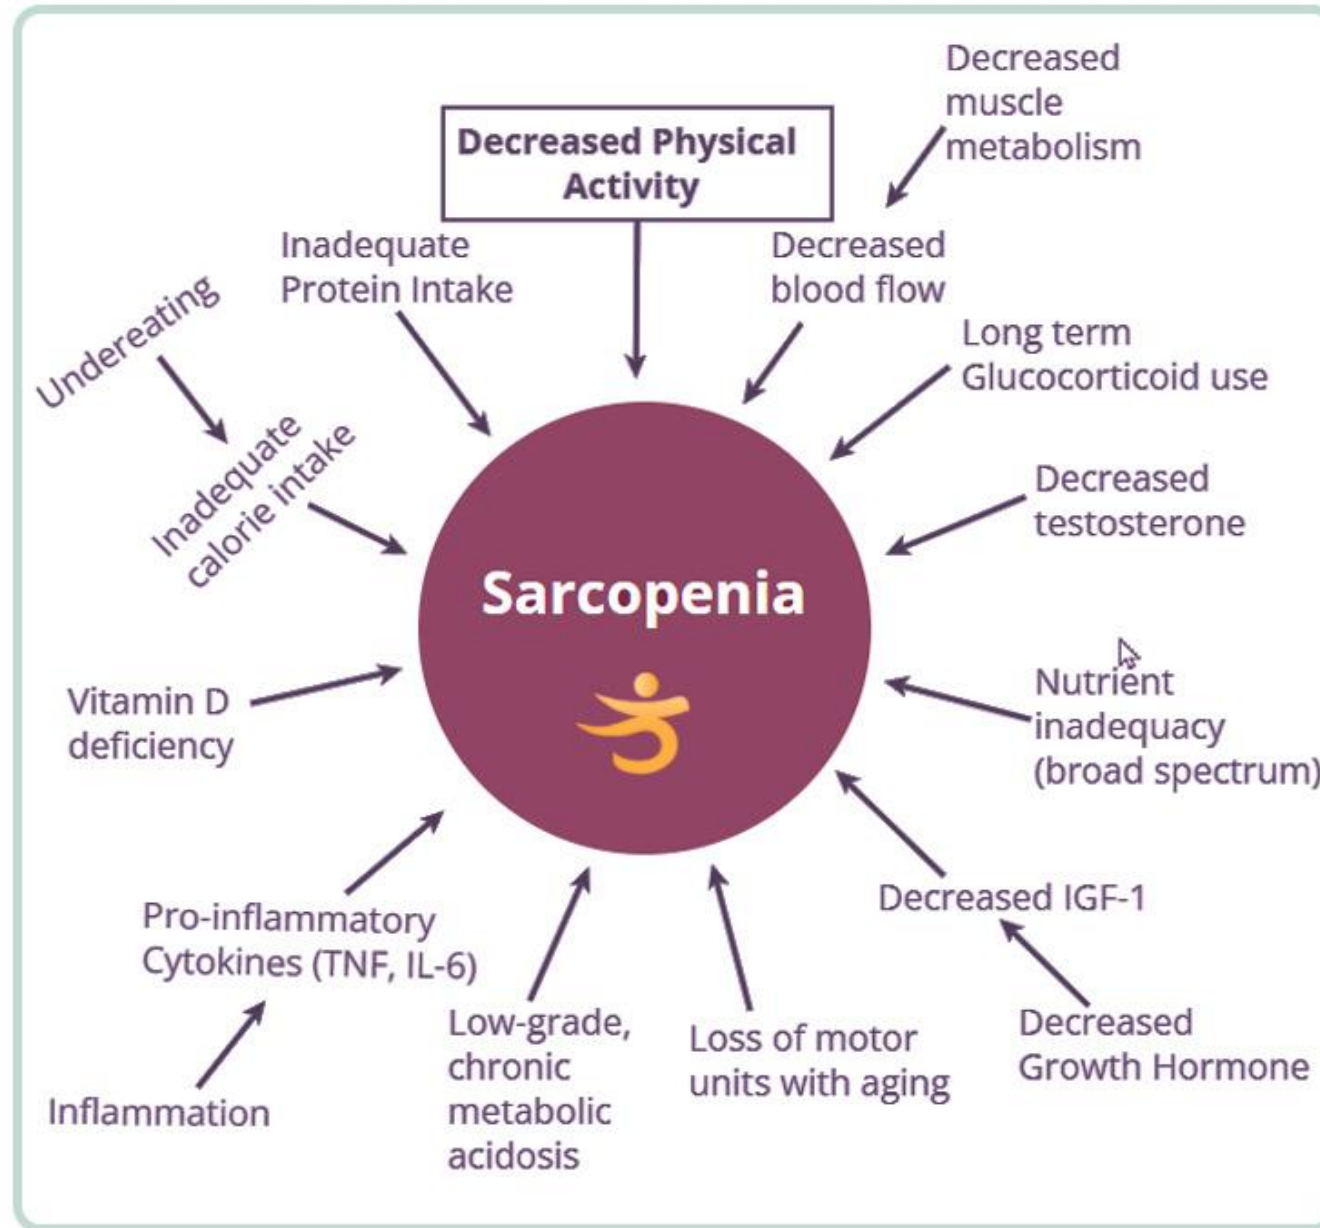 Decreased
muscle
metabolism
Decreased Physical
Activity
Inadequate
Protein Intake
Decreased
blood flow
Undereating
Long term
Glucocorticoid use
Inadequate
calorie intake
Decreased
testosterone
Sarcopenia
Vitamin D
deficiency
Nutrient
inadequacy
(broad spectrum)
Pro-inflammatory
Cytokines (TNF, IL-6)
Decreased IGF-1
Low-grade,
chronic
metabolic
acidosis
Loss of motor
units with aging
Decreased
Growth Hormone
Inflammation